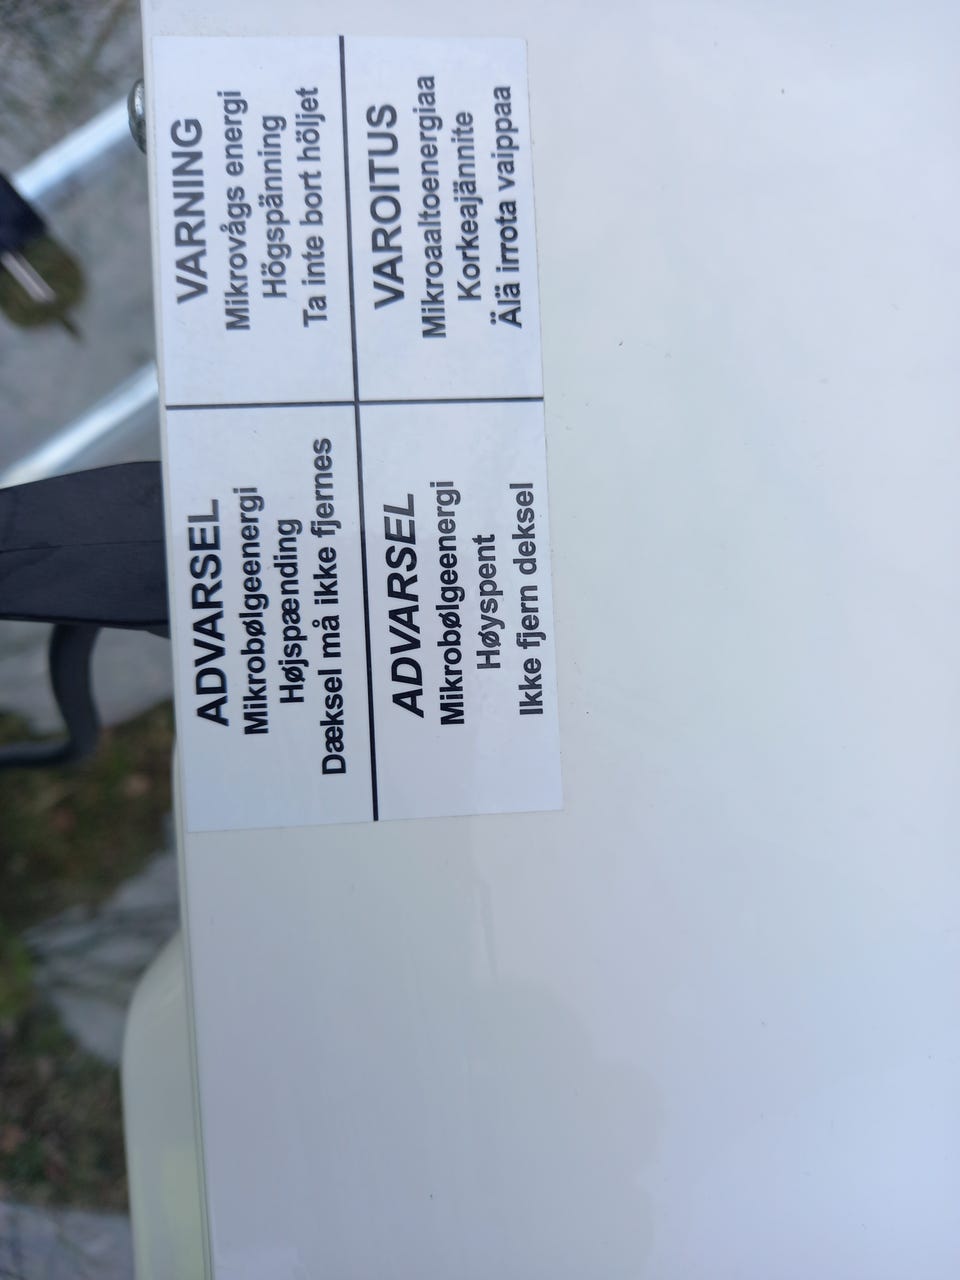 ADVARSEL
Mikrobølgeenergi
Højspænding
Dæksel må ikke fjernes
VARNING
Mikrovågs energi
Högspänning
Ta inte bort höljet
ADVARSEL
Mikrobølgeenergi
Høyspent
Ikke fjern deksel
VAROITUS
Mikroaaltoenergiaa
Korkeajännite
Älä irrota vaippaa